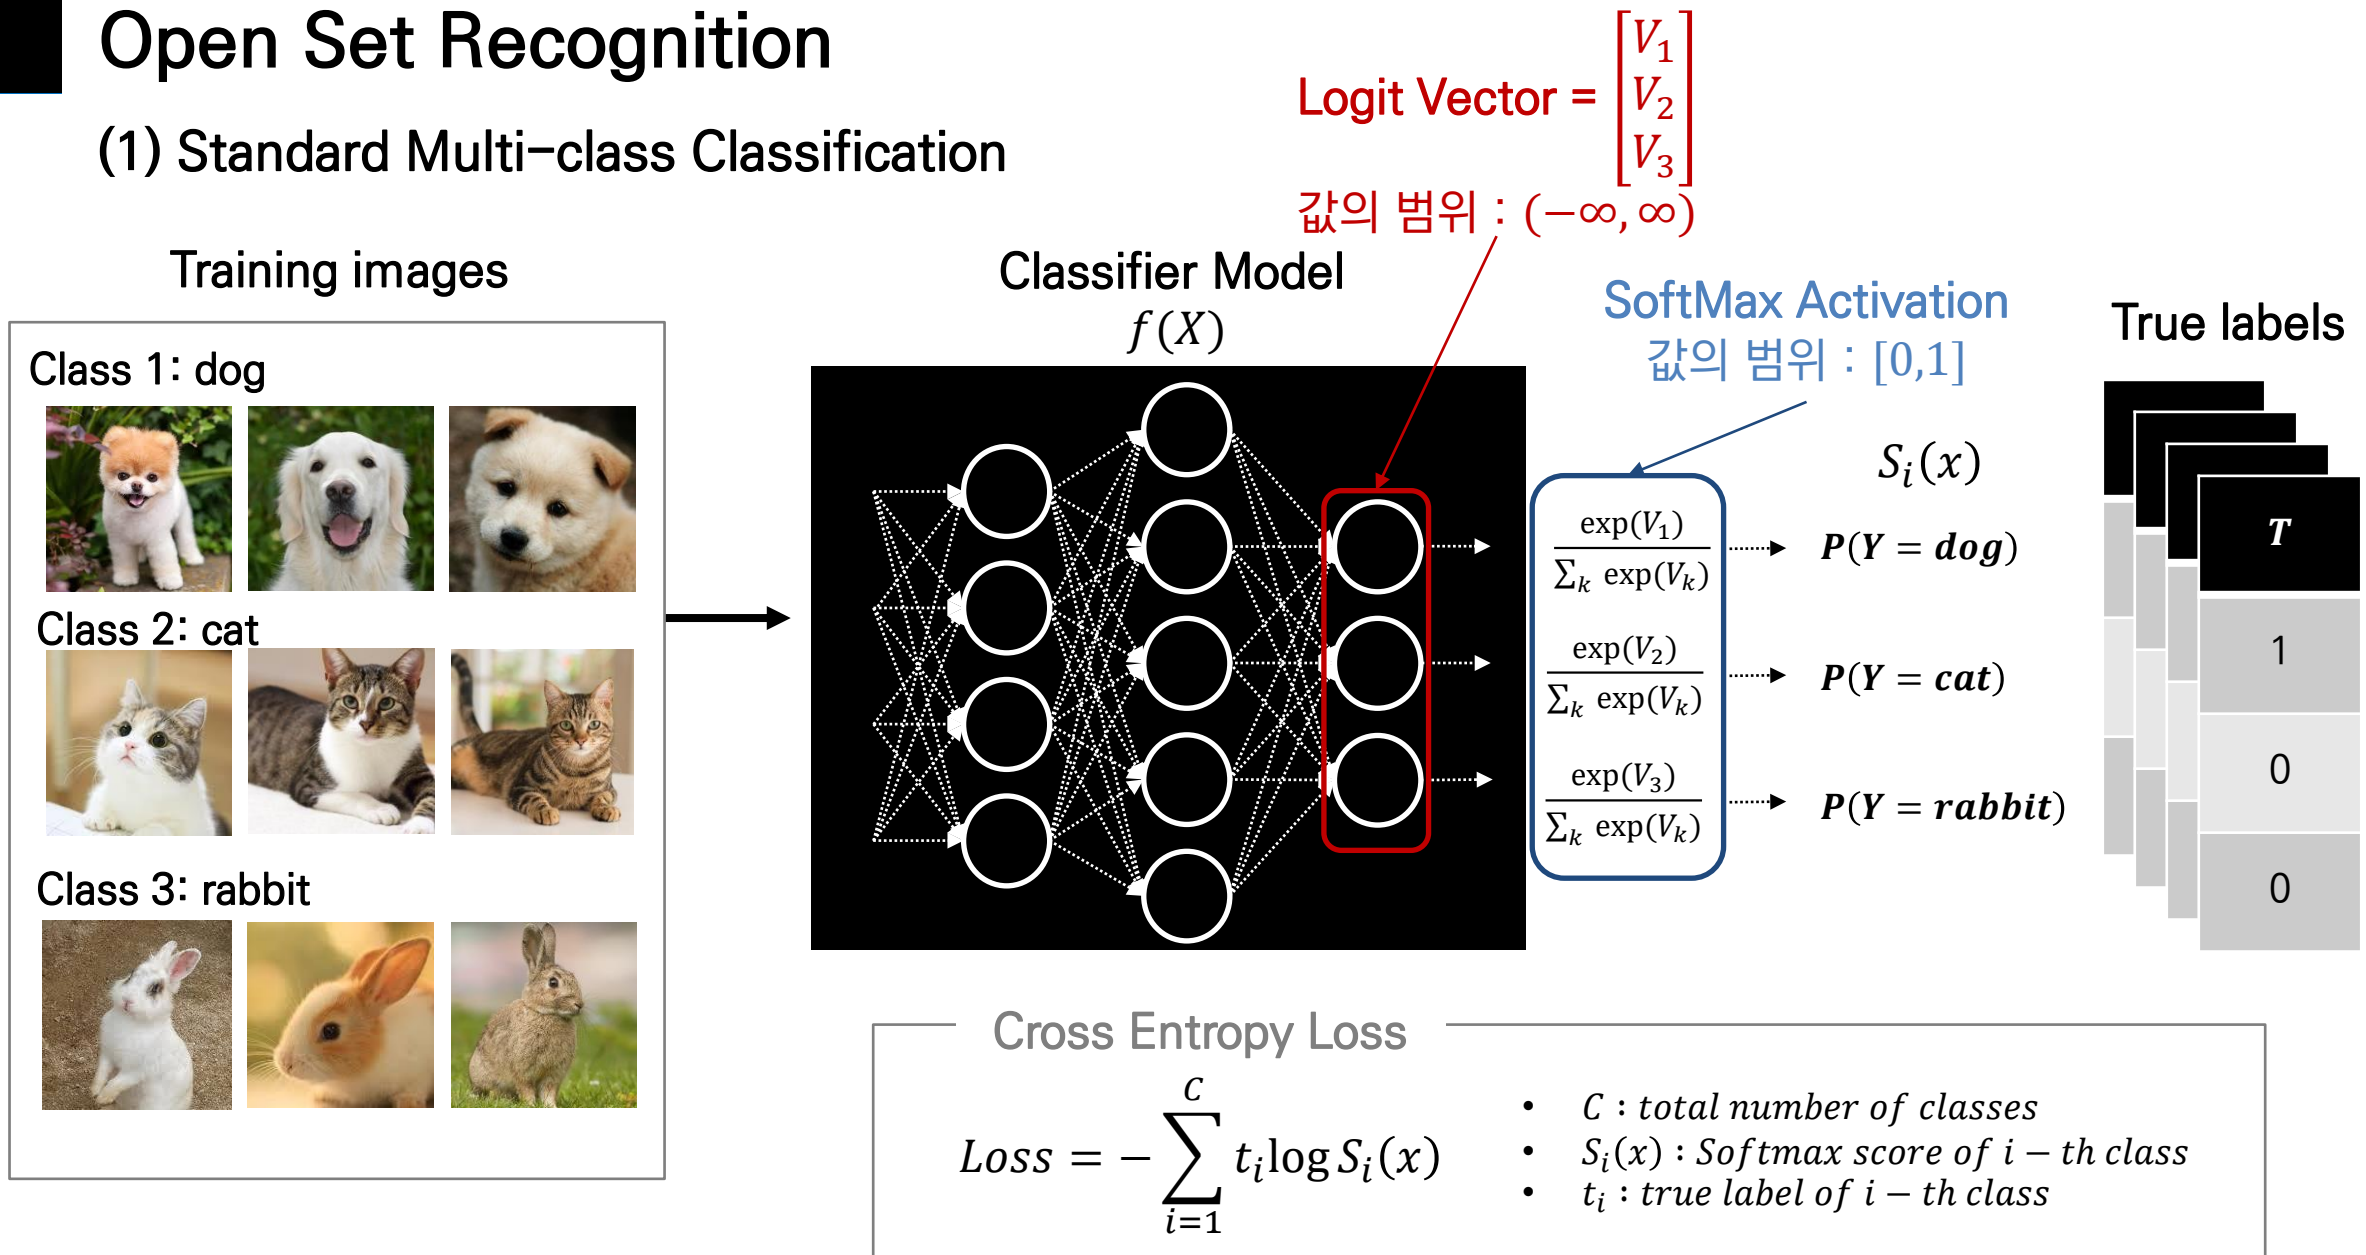 Open Set Recognition
(1) Standard Multi-class Classification
Logit Vector = [V₁ V₂ V₃]
값의 범위 : (−∞, ∞)
Training images
Class 1: dog
Class 2: cat
Class 3: rabbit
Classifier Model
f(X)
SoftMax Activation
값의 범위 : [0,1]
exp(V₁) / ∑ₖ exp(Vₖ)
exp(V₂) / ∑ₖ exp(Vₖ)
exp(V₃) / ∑ₖ exp(Vₖ)
Sᵢ(x)
P(Y = dog)
P(Y = cat)
P(Y = rabbit)
True labels
T
1
0
0
Cross Entropy Loss
Loss = − ∑_{i=1}^{C} tᵢ log Sᵢ(x)
• C : total number of classes
• Sᵢ(x) : Softmax score of i − th class
• tᵢ : true label of i − th class